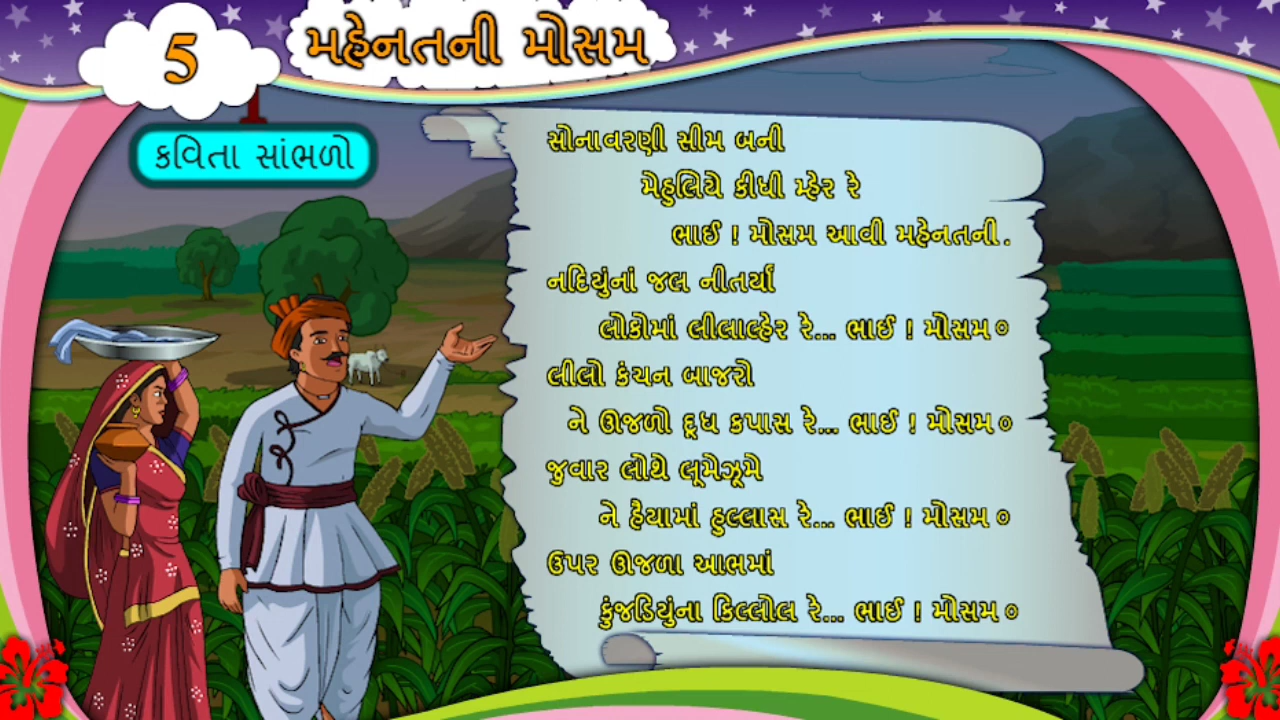 5
મહેનતની મોસમ
1
કવિતા સાંભળો
સોનાવરણી સીમ બની
મેહુલિયે કીધી મ્હેર રે
ભાઈ ! મોસમ આવી મહેનતની.
નદિયુંનાં જલ નીતર્યાં
લોકોમાં લીલાલ્હેર રે... ભાઈ ! મોસમ૦
લીલો કંચન બાજરો
ને ઊજળો દૂધ કપાસ રે... ભાઈ ! મોસમ૦
જુવાર લોથે લૂમેઝૂમે
ને હૈયામાં હુલ્લાસ રે... ભાઈ ! મોસમ૦
ઉપર ઊજળા આભમાં
કુંજડિયુંના કિલ્લોલ રે... ભાઈ ! મોસમ૦